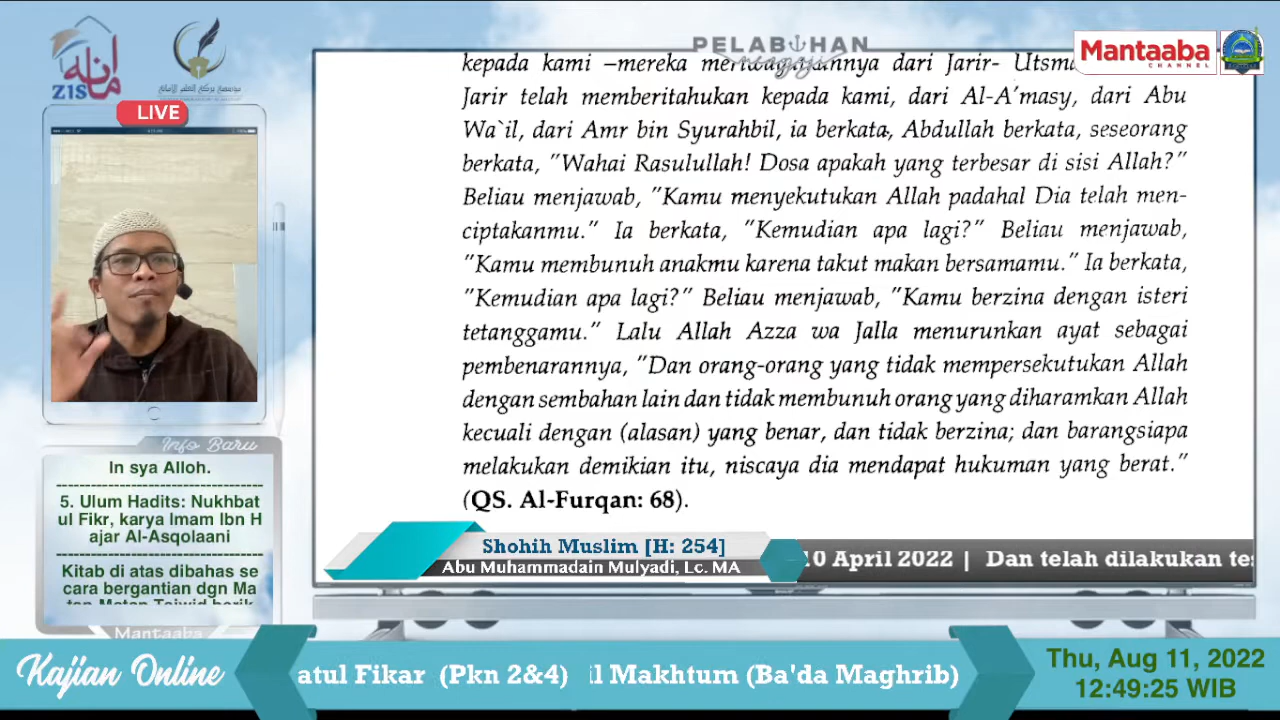 PELABUHAN
Mantaaba
CHANNEL
ZIS
LIVE
kepada kami –mereka dari Jarir-
Jarir telah memberitahukan kepada kami, dari Al-A'masy, dari Abu
Wa`il, dari Amr bin Syurahbil, ia berkata, Abdullah berkata, seseorang
berkata, "Wahai Rasulullah! Dosa apakah yang terbesar di sisi Allah?"
Beliau menjawab, "Kamu menyekutukan Allah padahal Dia telah men-
ciptakanmu." Ia berkata, "Kemudian apa lagi?" Beliau menjawab,
"Kamu membunuh anakmu karena takut makan bersamamu." Ia berkata,
"Kemudian apa lagi?" Beliau menjawab, "Kamu berzina dengan isteri
tetanggamu." Lalu Allah Azza wa Jalla menurunkan ayat sebagai
pembenarannya, "Dan orang-orang yang tidak mempersekutukan Allah
dengan sembahan lain dan tidak membunuh orang yang diharamkan Allah
kecuali dengan (alasan) yang benar, dan tidak berzina; dan barangsiapa
melakukan demikian itu, niscaya dia mendapat hukuman yang berat."
(QS. Al-Furqan: 68).
Info Baru
In sya Alloh.
5. Ulum Hadits: Nukhbat
ul Fikr, karya Imam Ibn H
ajar Al-Asqolaani
Kitab di atas dibahas se
cara bergantian dgn Ma
Mantaaba
Shohih Muslim [H: 254]
Abu Muhammadain Mulyadi, Lc. MA
10 April 2022 | Dan telah dilakukan tes
Kajian Online
atul Fikar (Pkn 2&4) il Makhtum (Ba'da Maghrib)
Thu, Aug 11, 2022
12:49:25 WIB